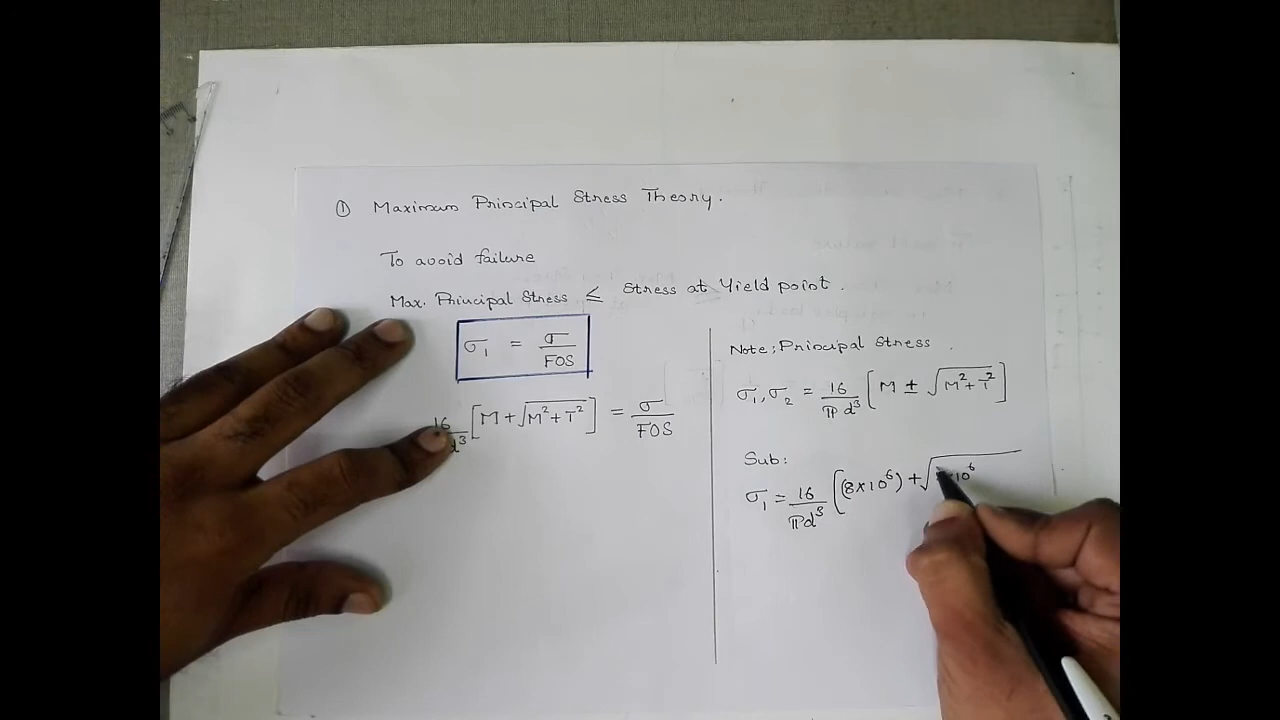 ① Maximum Principal Stress Theory.
To avoid failure
Max. Principal Stress ≤ Stress at Yield point.
σ₁ = σ / FOS
16 / d³ [M + √M² + T²] = σ / FOS
Note: Principal Stress.
σ₁, σ₂ = 16 / πd³ [M ± √M² + T²]
Sub:
σ₁ = 16 / πd³ [(8×10⁶) + √ 10⁶